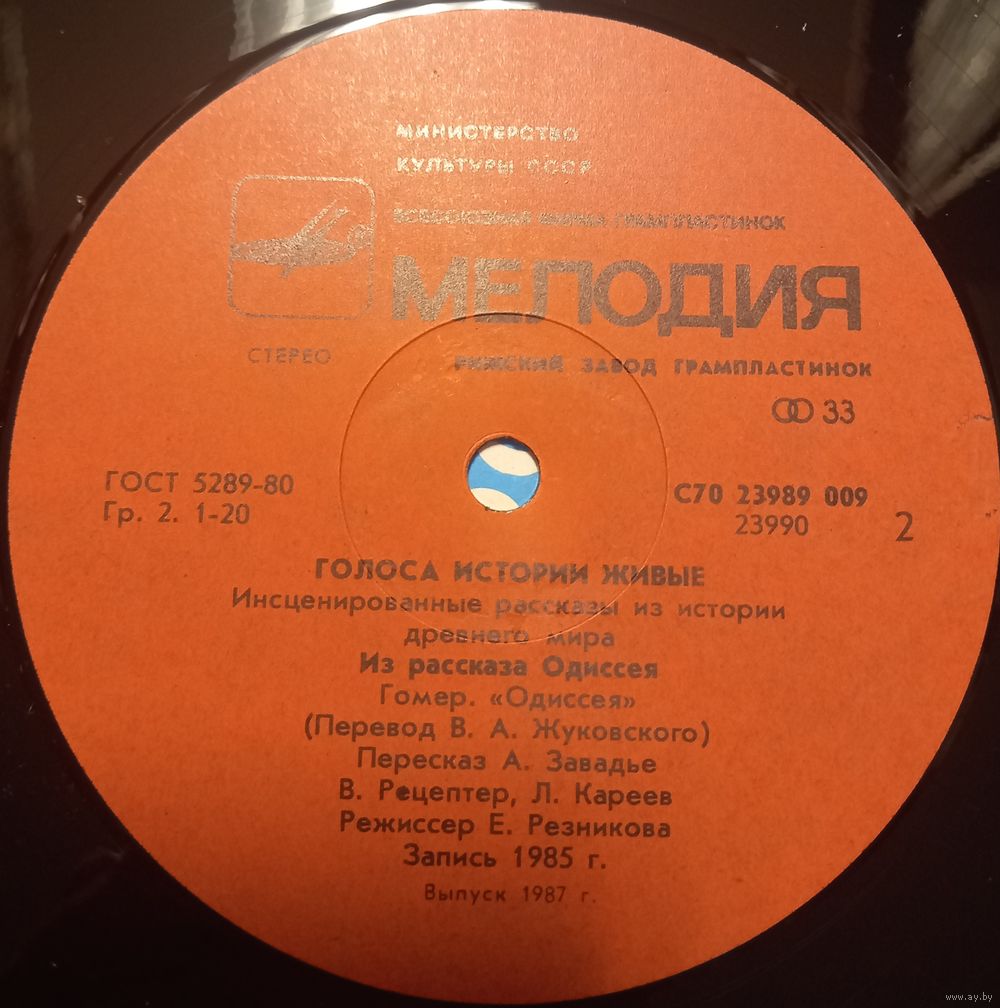 МИНИСТЕРСТВО
КУЛЬТУРЫ СССР
ВСЕСОЮЗНАЯ ФИРМА ГРАМПЛАСТИНОК
МЕЛОДИЯ
СТЕРЕО
РИЖСКИЙ ЗАВОД ГРАМПЛАСТИНОК
33
ГОСТ 5289-80
Гр. 2. 1-20
С70 23989 009
23990
2
ГОЛОСА ИСТОРИИ ЖИВЫЕ
Инсценированные рассказы из истории
древнего мира
Из рассказа Одиссея
Гомер. «Одиссея»
(Перевод В. А. Жуковского)
Пересказ А. Завадье
В. Рецептер, Л. Кареев
Режиссер Е. Резникова
Запись 1985 г.
Выпуск 1987 г.
www.ay.by